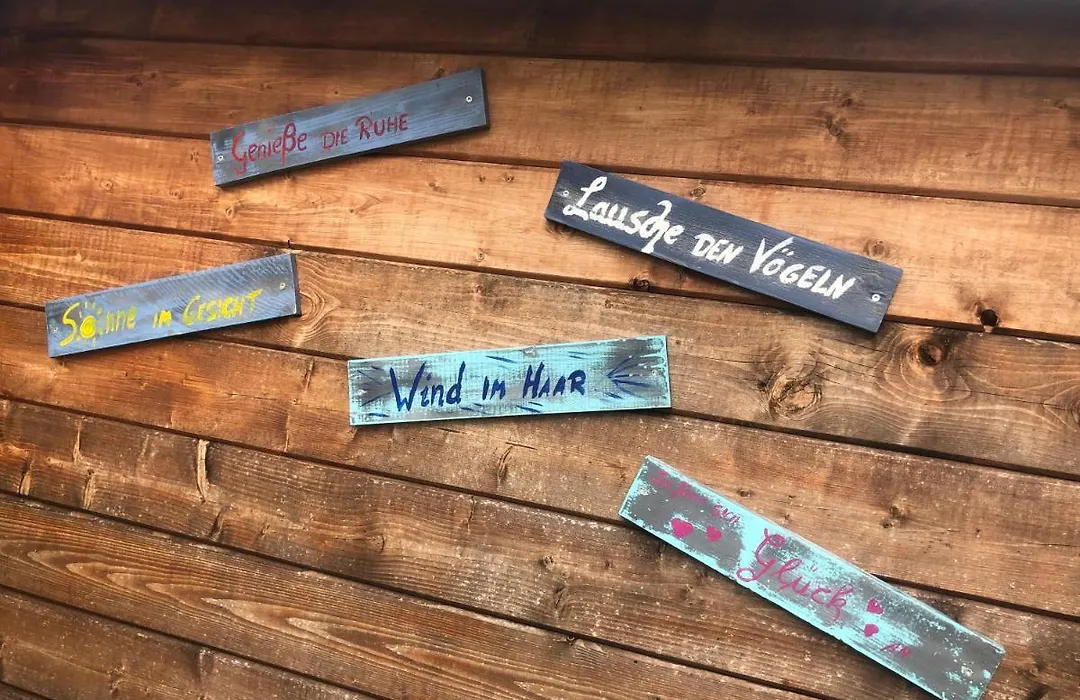 Genieße DIE RUHE
Lausche DEN VÖGELN
Sonne IM GESICHT
Wind IM HAAR
Glück